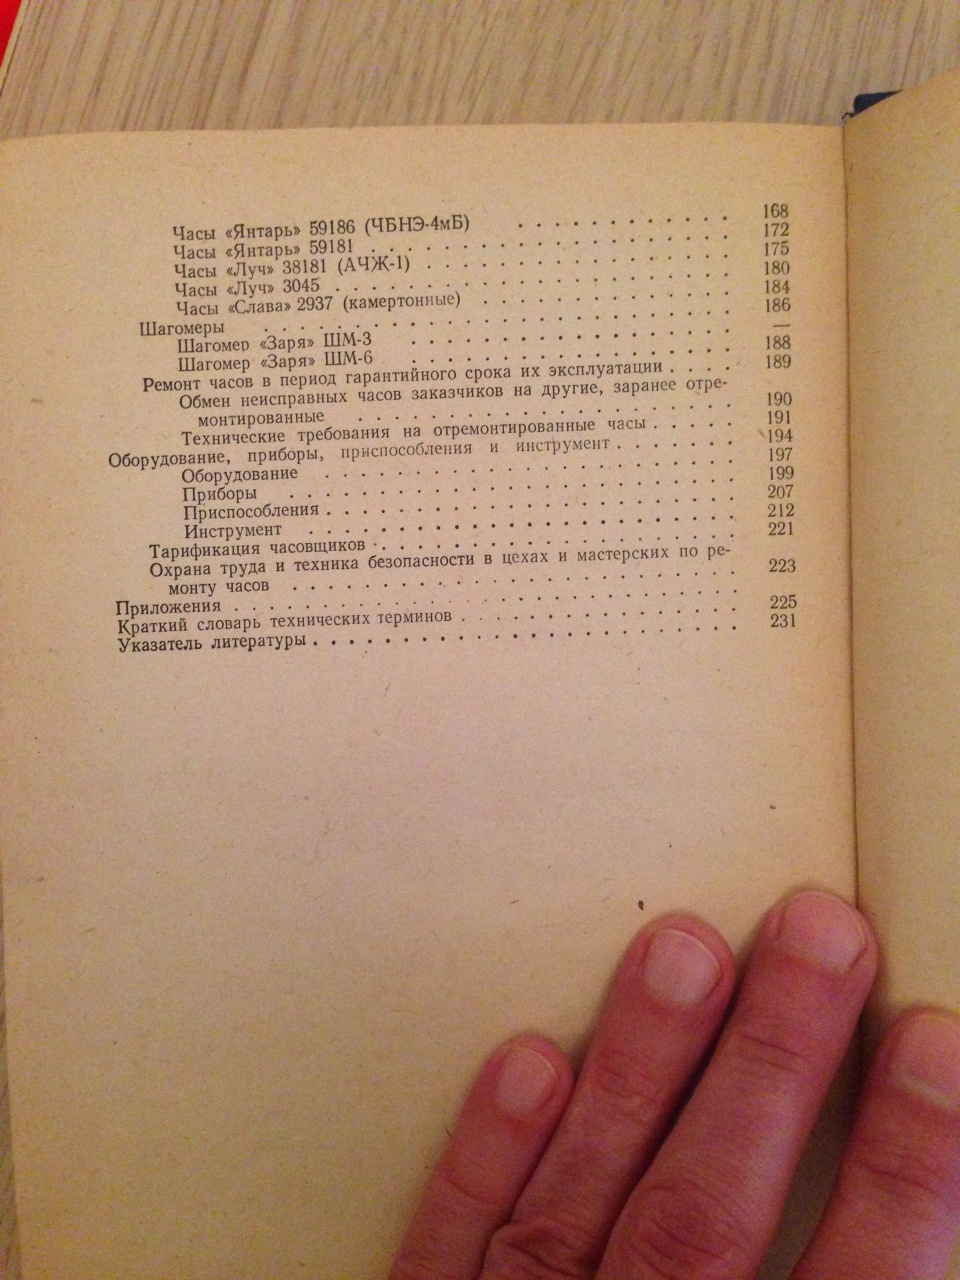 Часы «Янтарь» 59186 (ЧБНЭ-4мБ) . . . . . . . . . . 168
Часы «Янтарь» 59181 . . . . . . . . . . . . . . . . . 172
Часы «Луч» 38181 (АЧЖ-1) . . . . . . . . . . . . . . 175
Часы «Луч» 3045 . . . . . . . . . . . . . . . . . . 180
Часы «Слава» 2937 (камертонные) . . . . . . . . . . . 184
Шагомеры . . . . . . . . . . . . . . . . . . . . 186
Шагомер «Заря» ШМ-3 . . . . . . . . . . . . . . —
Шагомер «Заря» ШМ-6 . . . . . . . . . . . . . . 188
Ремонт часов в период гарантийного срока их эксплуатации . . . . 189
Обмен неисправных часов заказчиков на другие, заранее отре-
монтированные . . . . . . . . . . . . . . . . 190
Технические требования на отремонтированные часы . . . . . 191
Оборудование, приборы, приспособления и инструмент . . . . . . . 194
Оборудование . . . . . . . . . . . . . . . . . . 197
Приборы . . . . . . . . . . . . . . . . . . . 199
Приспособления . . . . . . . . . . . . . . . . . . 207
Инструмент . . . . . . . . . . . . . . . . . . . 212
Тарификация часовщиков . . . . . . . . . . . . . . . . 221
Охрана труда и техника безопасности в цехах и мастерских по ре-
монту часов . . . . . . . . . . . . . . . . . . . 223
Приложения . . . . . . . . . . . . . . . . . . . . . .
Краткий словарь технических терминов . . . . . . . . . . . . 225
Указатель литературы . . . . . . . . . . . . . . . . . . . 231